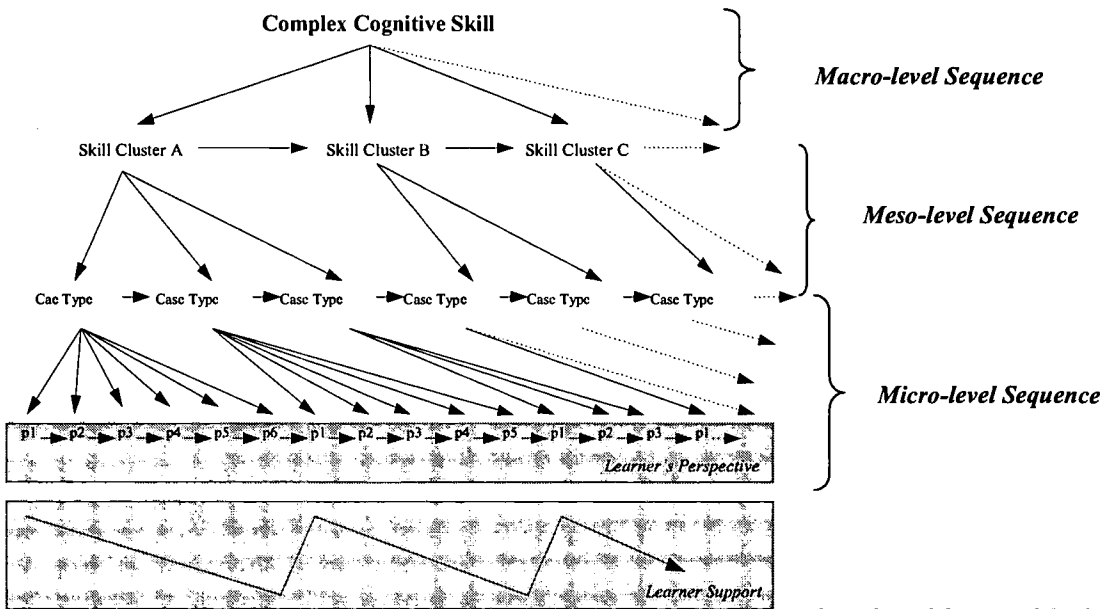 Complex Cognitive Skill
Macro-level Sequence
Skill Cluster A
Skill Cluster B
Skill Cluster C
Meso-level Sequence
Cae Type
Case Type
Case Type
Case Type
Case Type
Case Type
Micro-level Sequence
p1 p2 p3 p4 p5 p6 p1 p2 p3 p4 p5 p1 p2 p3 p1
Learner's Perspective
Learner Support